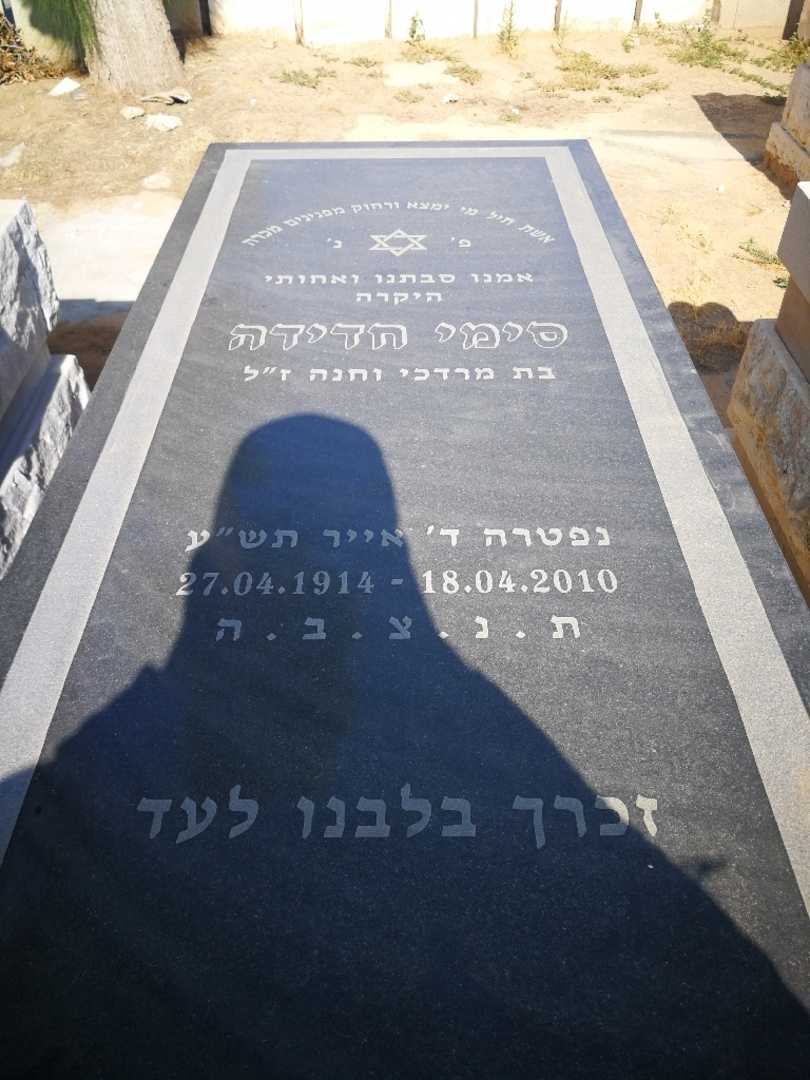 אשת חיל מי ימצא ורחוק מפנינים מכרה
פ' נ'
אמנו סבתנו ואחותי
היקרה
סימי חדידה
בת מרדכי וחנה ז"ל
נפטרה ד' אייר תש"ע
27.04.1914 - 18.04.2010
ת . נ . צ . ב . ה
זכרך בלבנו לעד